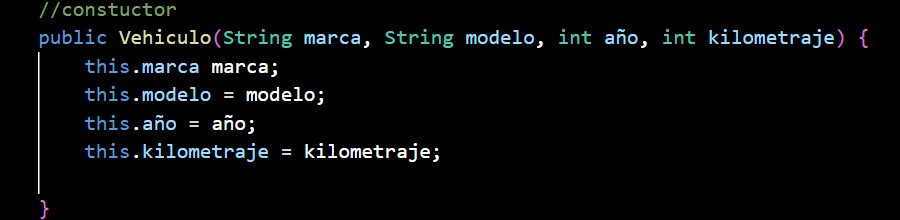 //constuctor
public Vehiculo(String marca, String modelo, int año, int kilometraje) {
this.marca marca;
this.modelo = modelo;
this.año = año;
this.kilometraje = kilometraje;
}